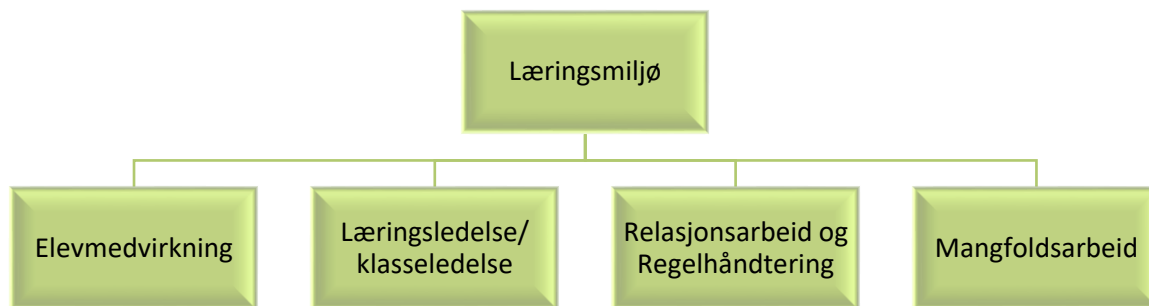 Læringsmiljø
Elevmedvirkning
Læringsledelse/
klasseledelse
Relasjonsarbeid og
Regelhåndtering
Mangfoldsarbeid